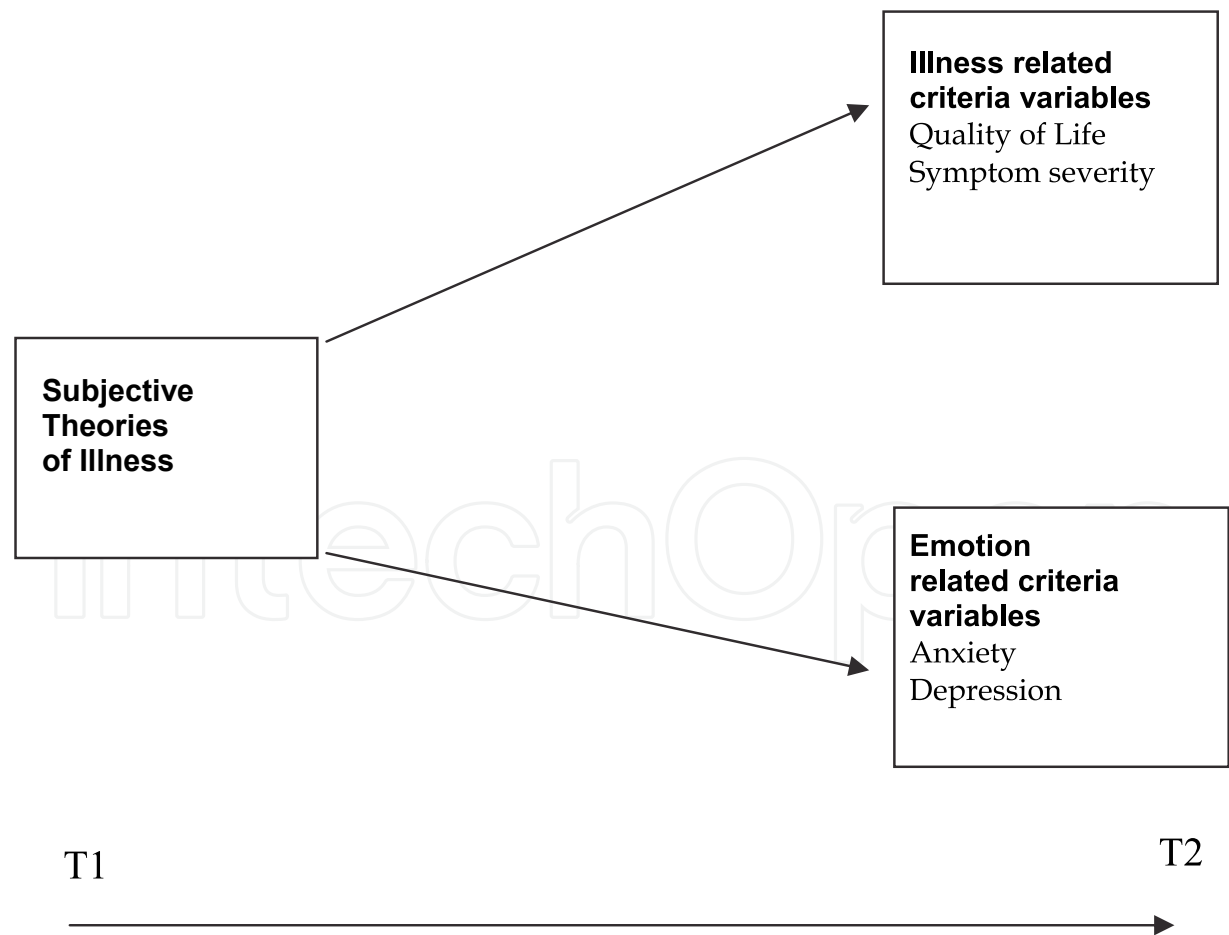 Illness related
criteria variables
Quality of Life
Symptom severity
Subjective
Theories
of Illness
IntechOpen
Emotion
related criteria
variables
Anxiety
Depression
T1
T2